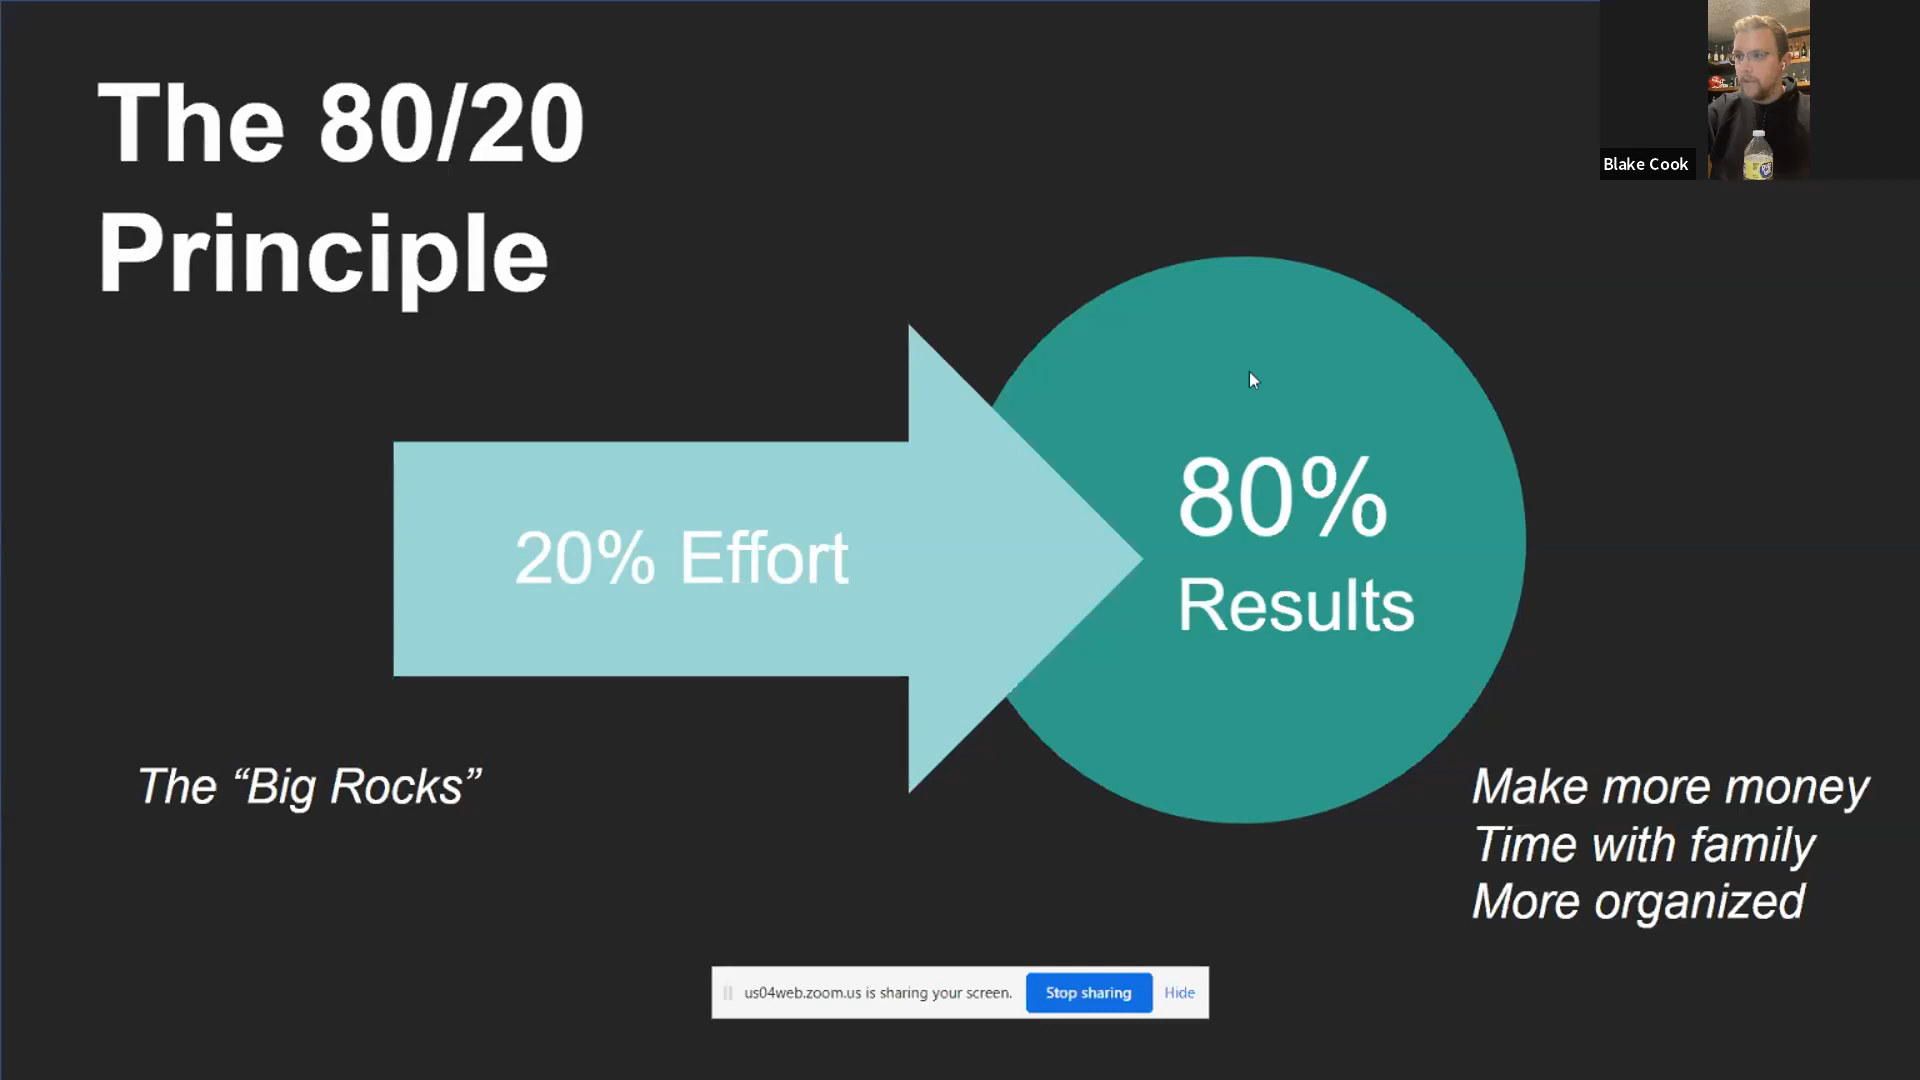 The 80/20
Principle
Blake Cook
20% Effort
80%
Results
The “Big Rocks”
Make more money
Time with family
More organized
us04web.zoom.us is sharing your screen.
Stop sharing
Hide